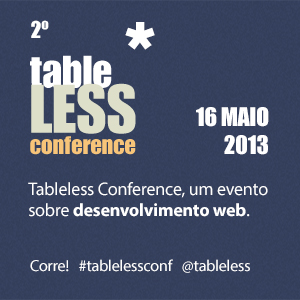 2º
*
table
LESS
conference
16 MAIO
2013
Tableless Conference, um evento
sobre desenvolvimento web.
Corre! #tablelessconf @tableless